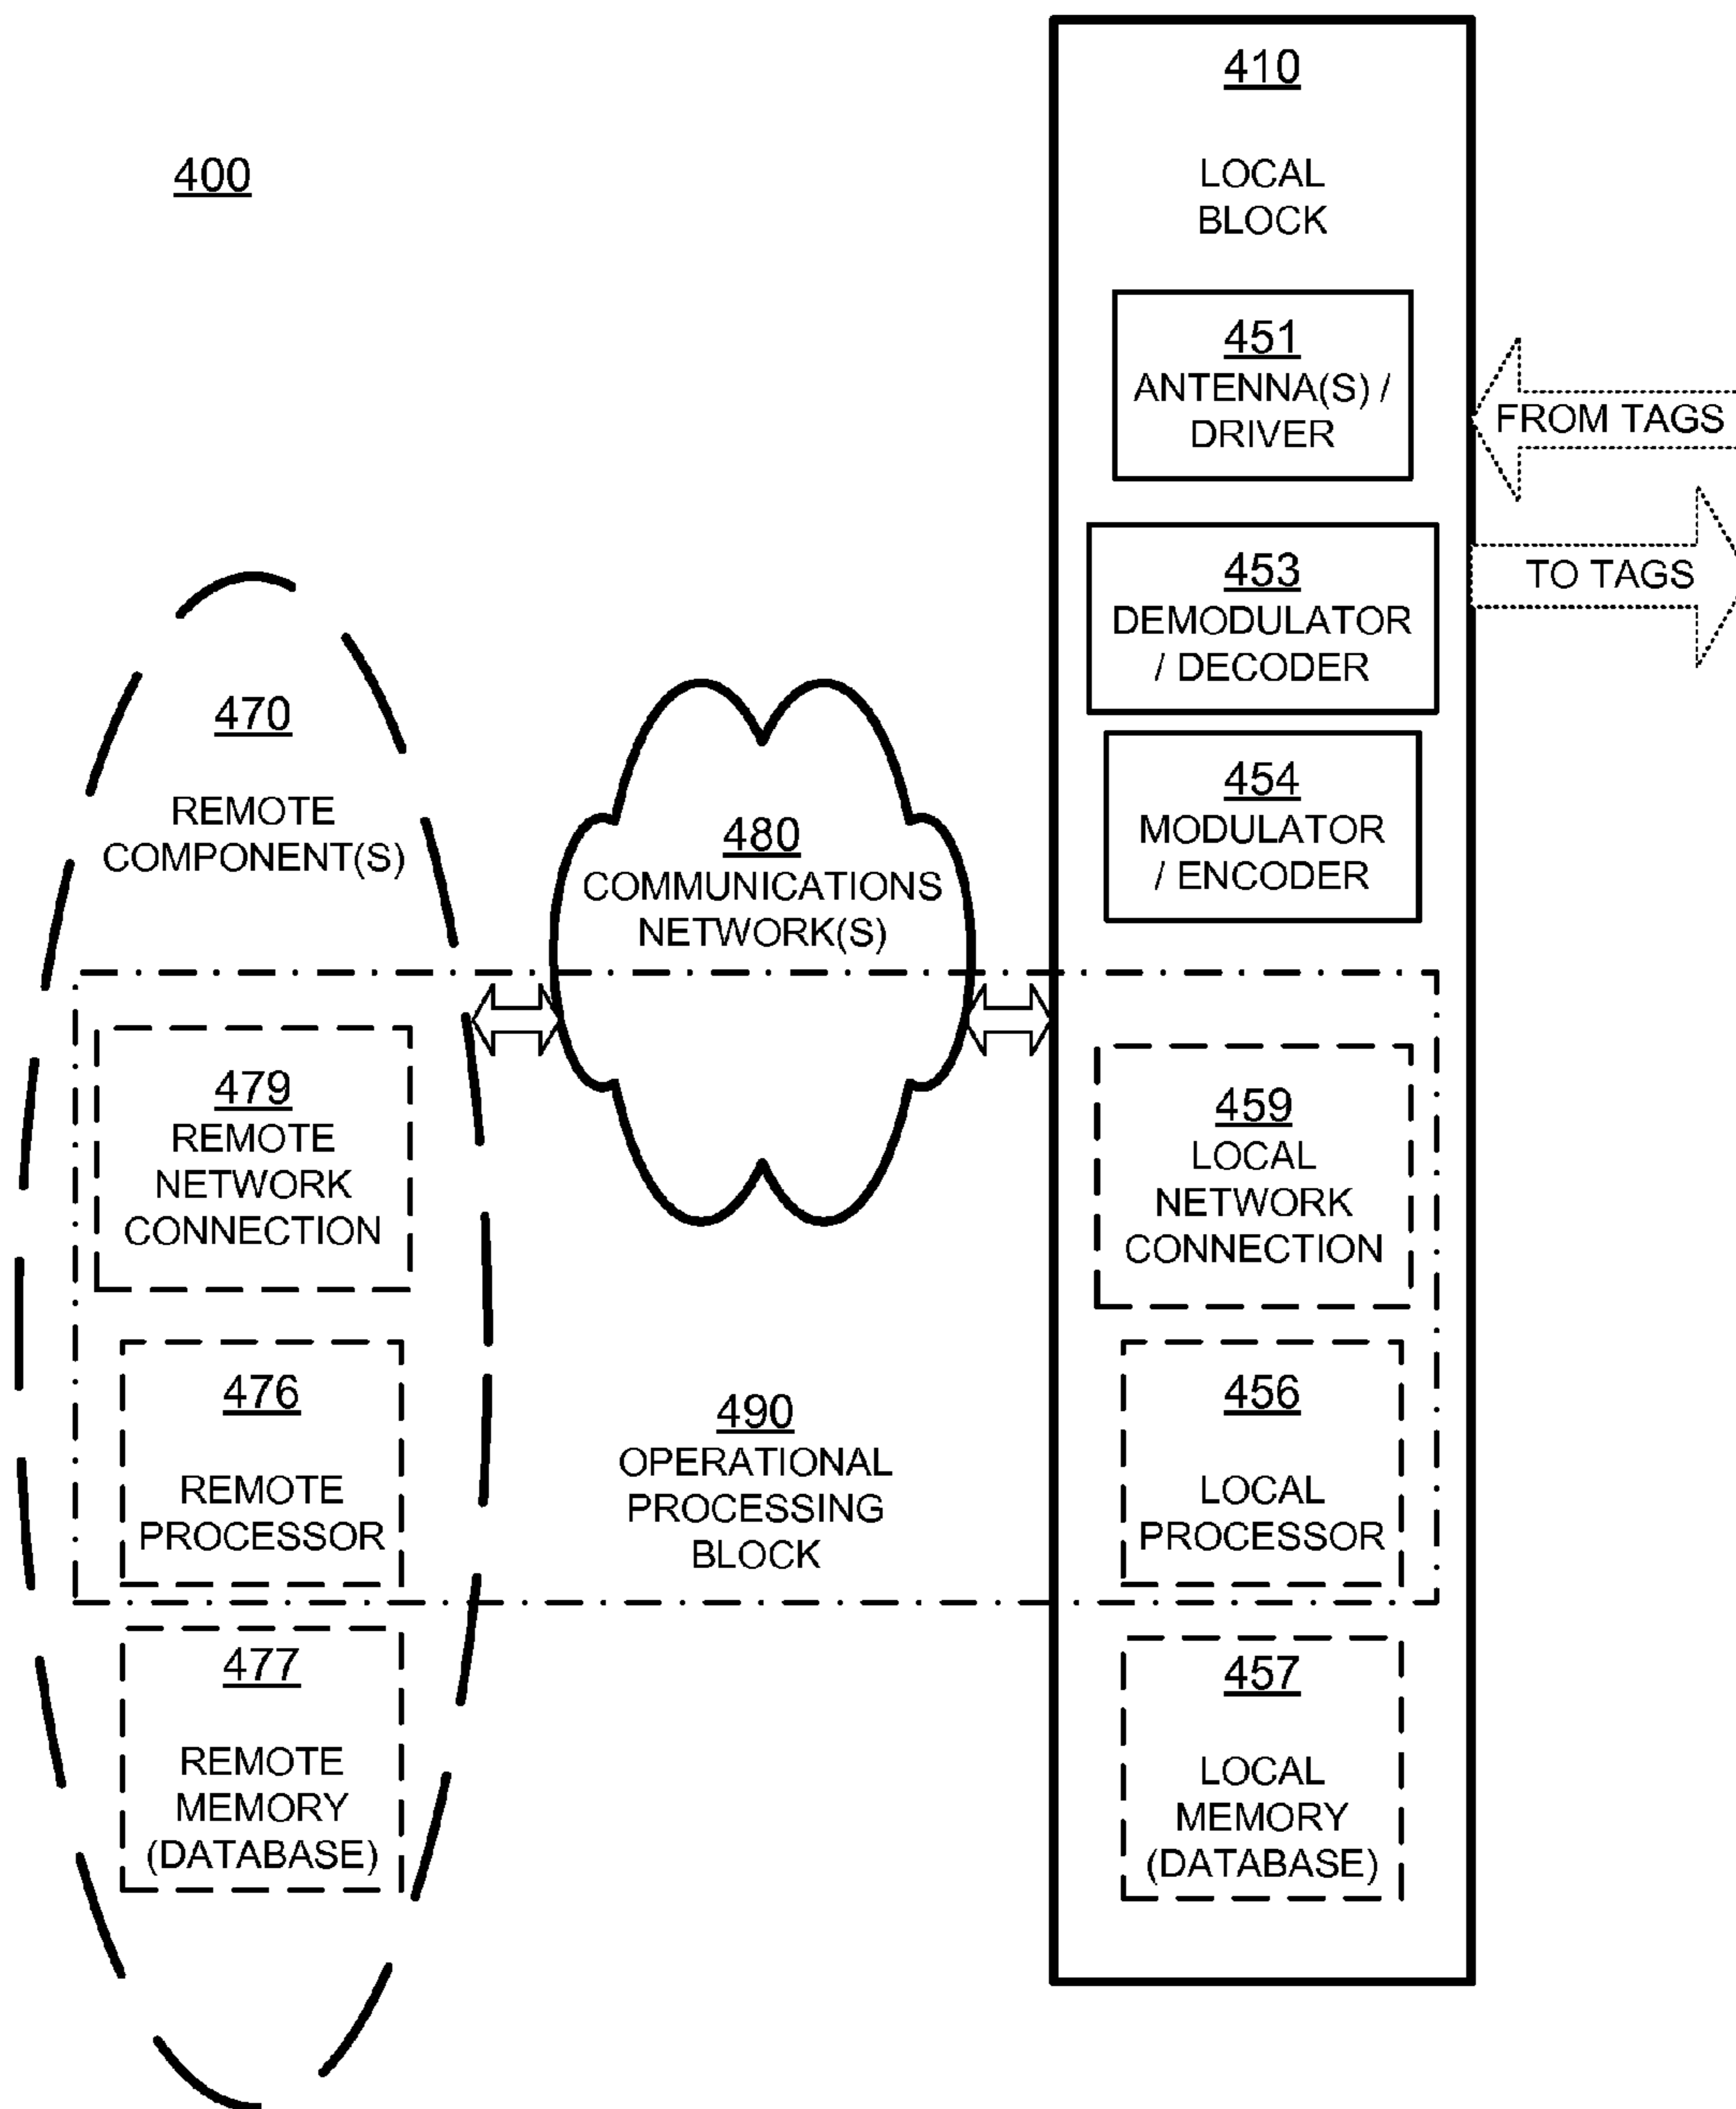 400
410
LOCAL
BLOCK
451
ANTENNA(S) /
DRIVER
FROM TAGS
TO TAGS
453
DEMODULATOR
/ DECODER
454
MODULATOR
/ ENCODER
470
REMOTE
COMPONENT(S)
480
COMMUNICATIONS
NETWORK(S)
479
REMOTE
NETWORK
CONNECTION
459
LOCAL
NETWORK
CONNECTION
476
REMOTE
PROCESSOR
490
OPERATIONAL
PROCESSING
BLOCK
456
LOCAL
PROCESSOR
477
REMOTE
MEMORY
(DATABASE)
457
LOCAL
MEMORY
(DATABASE)